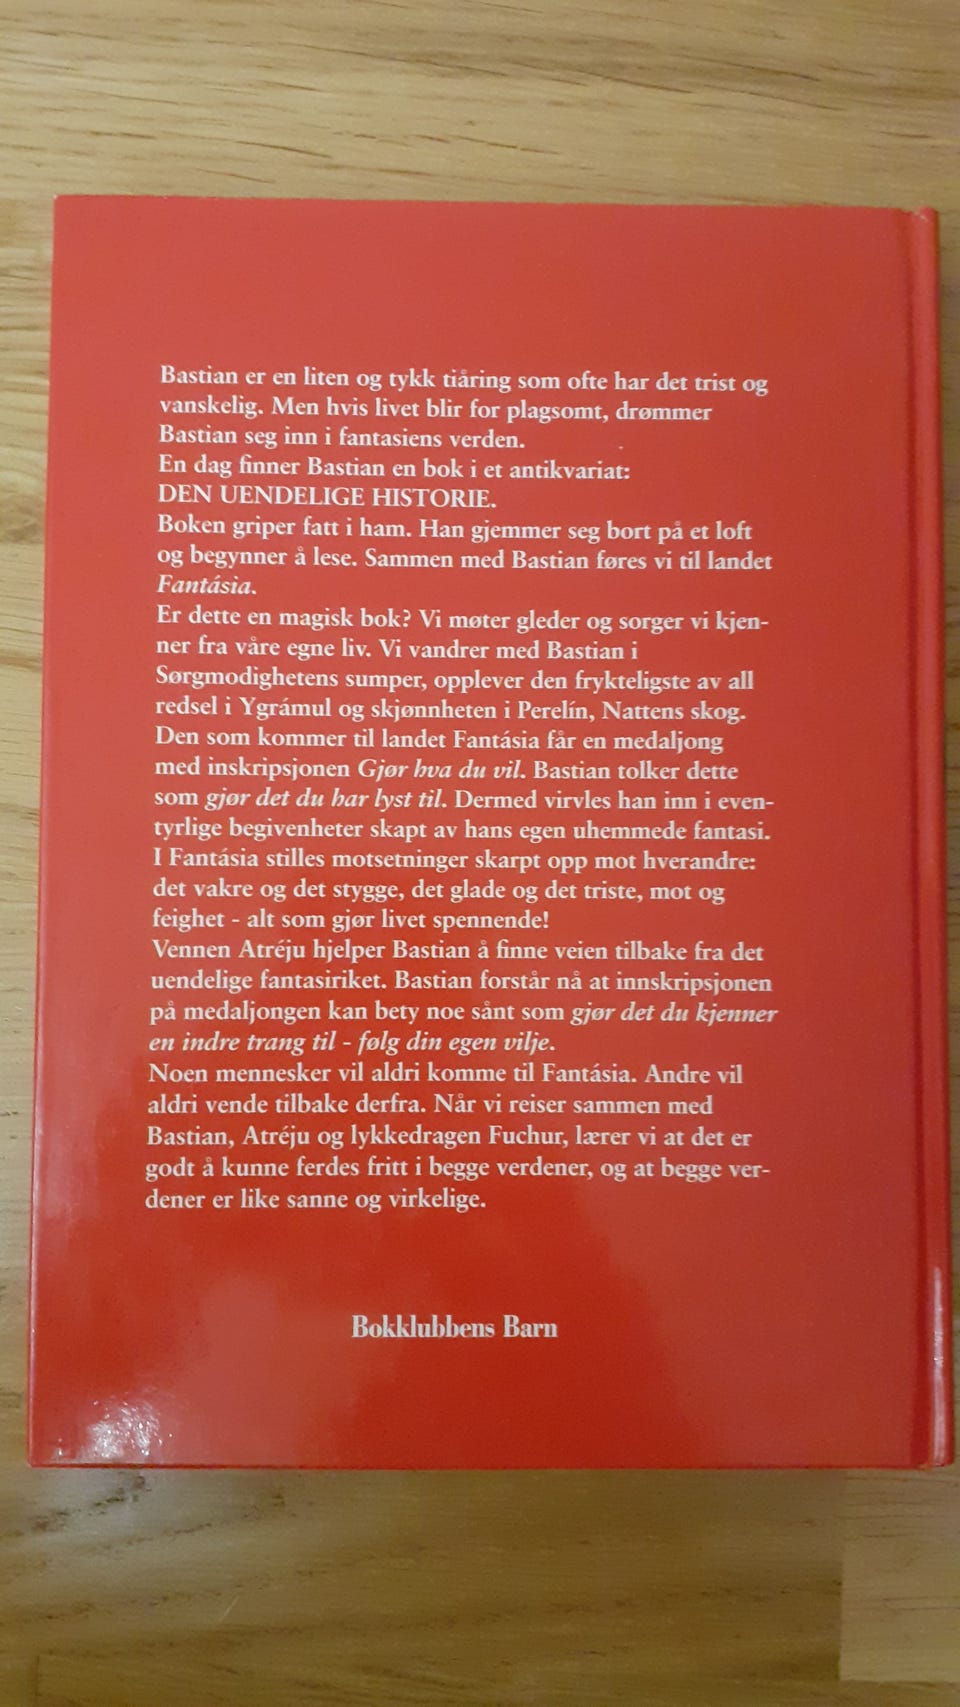 Bastian er en liten og tykk tiåring som ofte har det trist og
vanskelig. Men hvis livet blir for plagsomt, drømmer
Bastian seg inn i fantasiens verden.
En dag finner Bastian en bok i et antikvariat:
DEN UENDELIGE HISTORIE.
Boken griper fatt i ham. Han gjemmer seg bort på et loft
og begynner å lese. Sammen med Bastian føres vi til landet
Fantásia.
Er dette en magisk bok? Vi møter gleder og sorger vi kjen-
ner fra våre egne liv. Vi vandrer med Bastian i
Sørgmodighetens sumper, opplever den frykteligste av all
redsel i Ygrámul og skjønnheten i Perelín, Nattens skog.
Den som kommer til landet Fantásia får en medaljong
med inskripsjonen Gjør hva du vil. Bastian tolker dette
som gjør det du har lyst til. Dermed virvles han inn i even-
tyrlige begivenheter skapt av hans egen uhemmede fantasi.
I Fantásia stilles motsetninger skarpt opp mot hverandre:
det vakre og det stygge, det glade og det triste, mot og
feighet - alt som gjør livet spennende!
Vennen Atréju hjelper Bastian å finne veien tilbake fra det
uendelige fantasiriket. Bastian forstår nå at innskripsjonen
på medaljongen kan bety noe sånt som gjør det du kjenner
en indre trang til - følg din egen vilje.
Noen mennesker vil aldri komme til Fantásia. Andre vil
aldri vende tilbake derfra. Når vi reiser sammen med
Bastian, Atréju og lykkedragen Fuchur, lærer vi at det er
godt å kunne ferdes fritt i begge verdener, og at begge ver-
dener er like sanne og virkelige.
Bokklubbens Barn